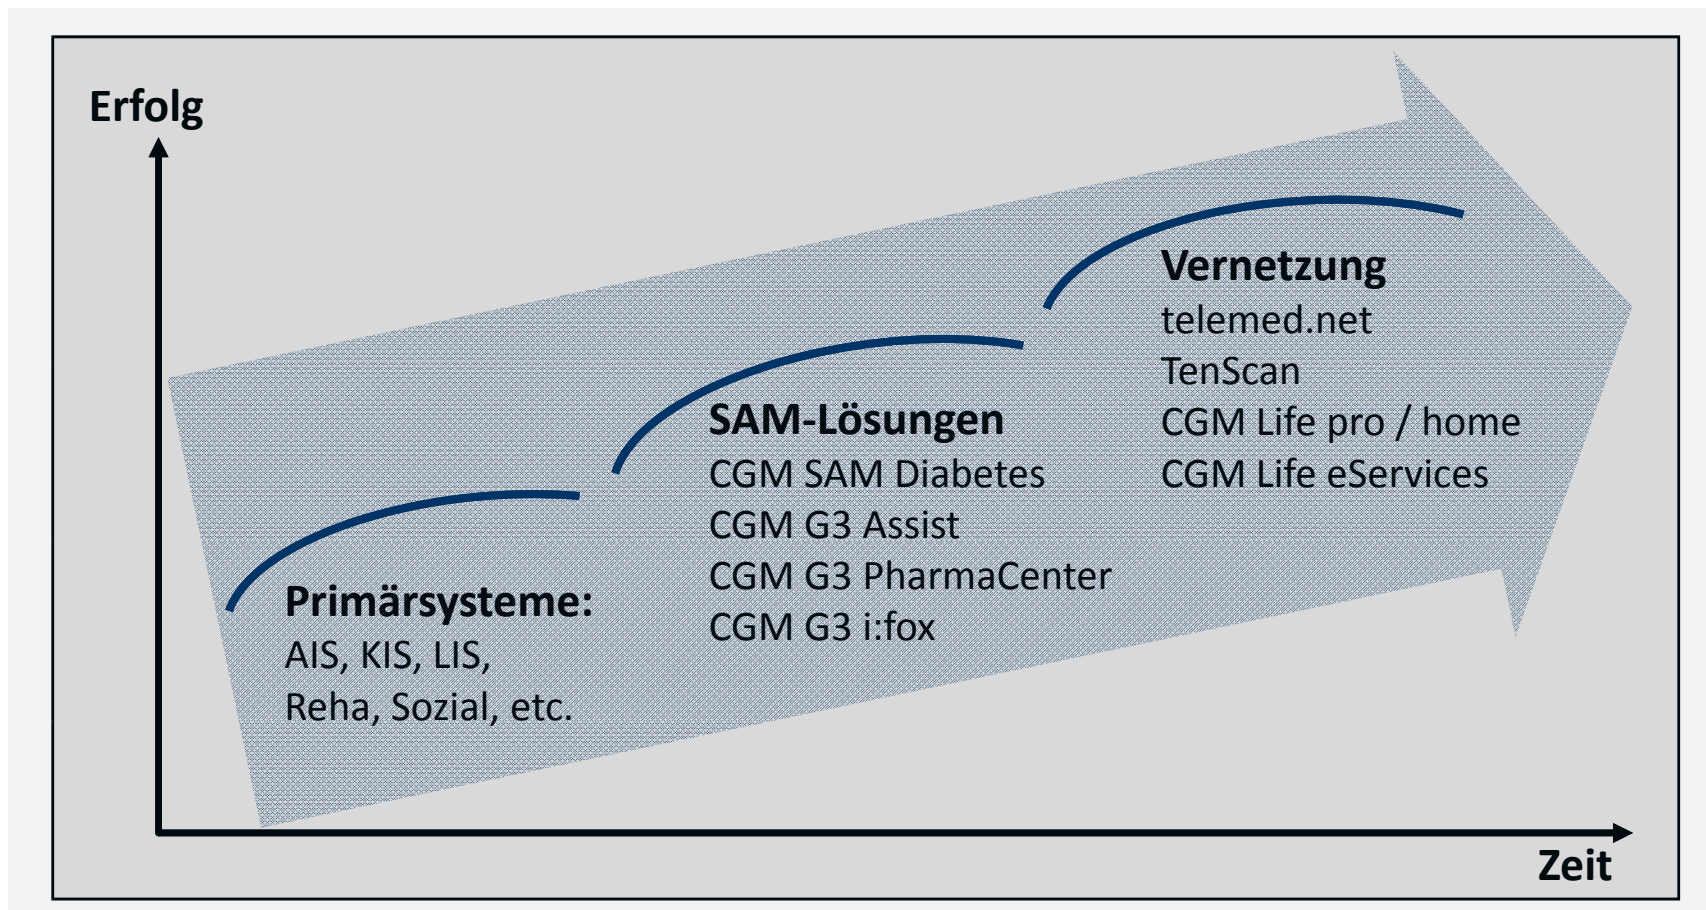 Erfolg
Vernetzung
telemed.net
TenScan
CGM Life pro / home
CGM Life eServices
SAM-Lösungen
CGM SAM Diabetes
CGM G3 Assist
CGM G3 PharmaCenter
CGM G3 i:fox
Primärsysteme:
AIS, KIS, LIS,
Reha, Sozial, etc.
Zeit